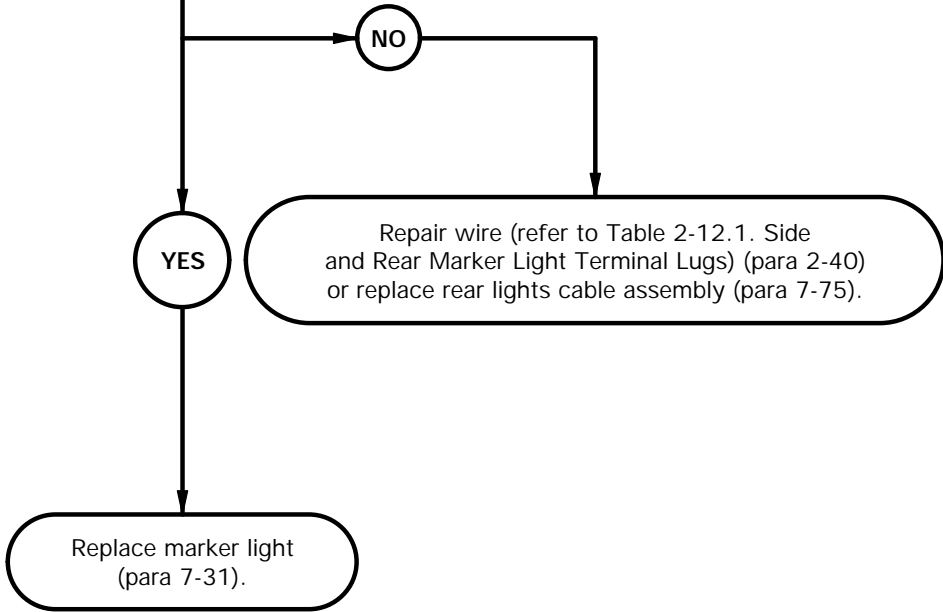 NO
YES
Repair wire (refer to Table 2-12.1. Side
and Rear Marker Light Terminal Lugs) (para 2-40)
or replace rear lights cable assembly (para 7-75).
Replace marker light
(para 7-31).